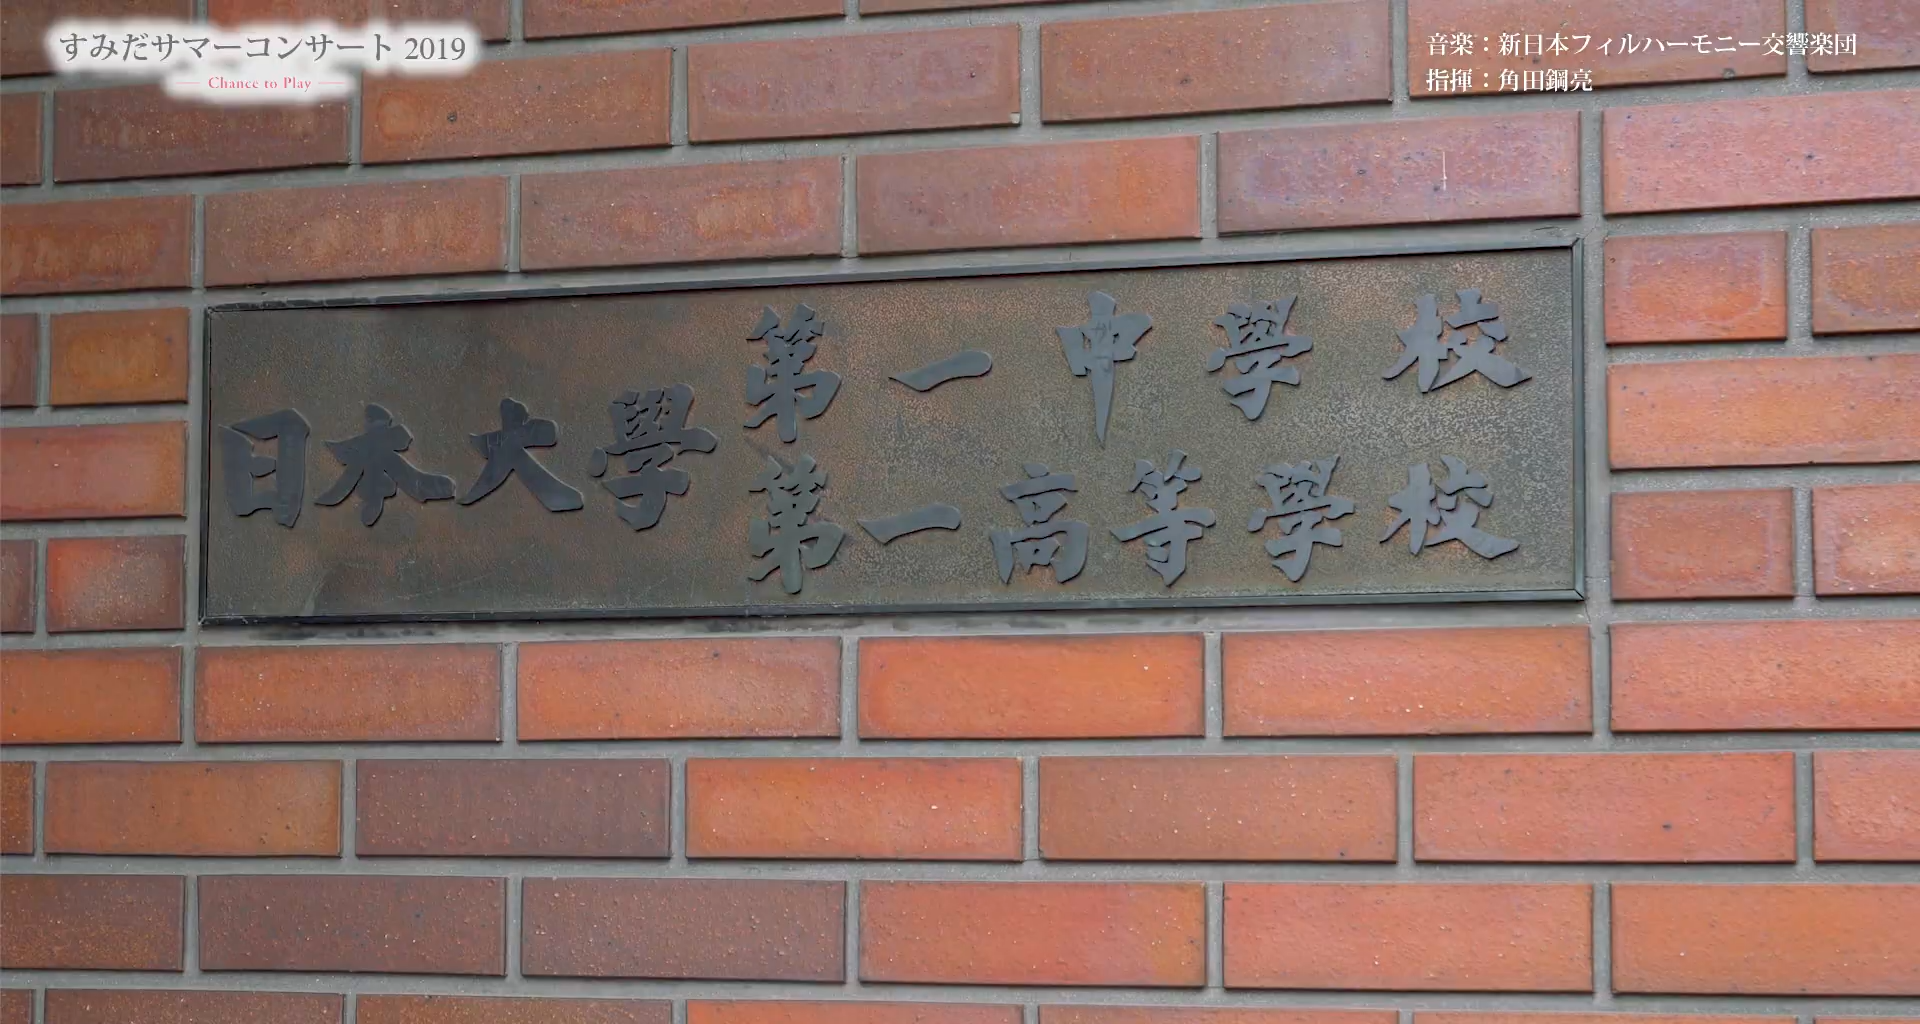 すみだサマーコンサート 2019
Chance to Play
音楽：新日本フィルハーモニー交響楽団
指揮：角田鋼亮
日本大學
第一中學校
第一高等學校